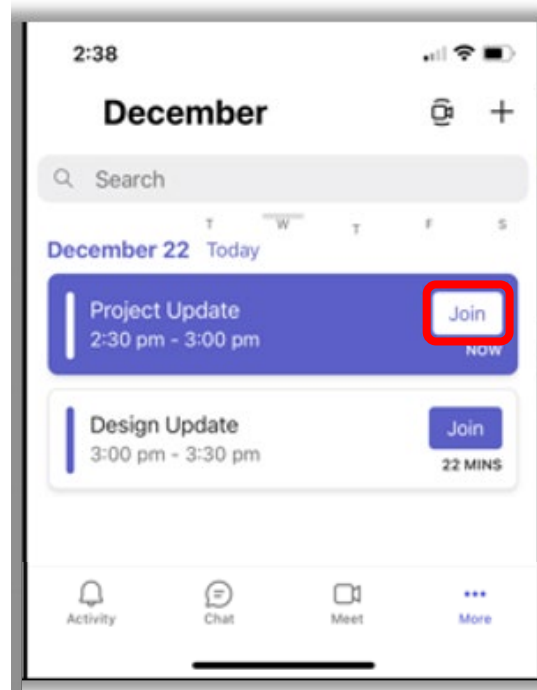 2:38
December
Search
T W T F S
December 22 Today
Project Update
Join
2:30 pm - 3:00 pm
NOW
Design Update
Join
3:00 pm - 3:30 pm
22 MINS
Activity Chat Meet More